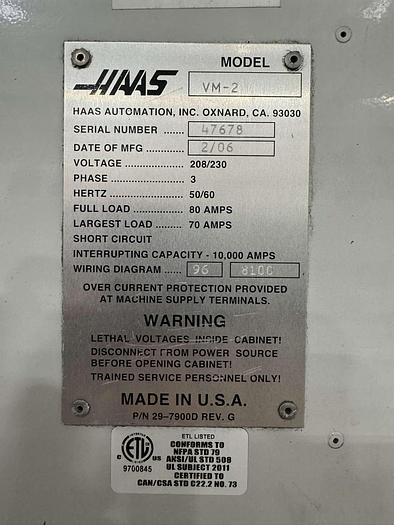 MODEL
HAAS VM-2
HAAS AUTOMATION, INC. OXNARD, CA. 93030
SERIAL NUMBER ....... 47678
DATE OF MFG ............ 2/06
VOLTAGE .................... 208/230
PHASE ......................... 3
HERTZ ......................... 50/60
FULL LOAD ................. 80 AMPS
LARGEST LOAD ......... 70 AMPS
SHORT CIRCUIT
INTERRUPTING CAPACITY - 10,000 AMPS
WIRING DIAGRAM ...... 96 8100
OVER CURRENT PROTECTION PROVIDED
AT MACHINE SUPPLY TERMINALS.
WARNING
LETHAL VOLTAGES INSIDE CABINET!
DISCONNECT FROM POWER SOURCE
BEFORE OPENING CABINET!
TRAINED SERVICE PERSONNEL ONLY!
MADE IN U.S.A.
P/N 29-7900D REV. G
ETL LISTED
CONFORMS TO
NFPA STD 79
ANSI/UL STD 508
UL SUBJECT 2011
CERTIFIED TO
CAN/CSA STD C22.2 NO. 73
C ETL US
9700845